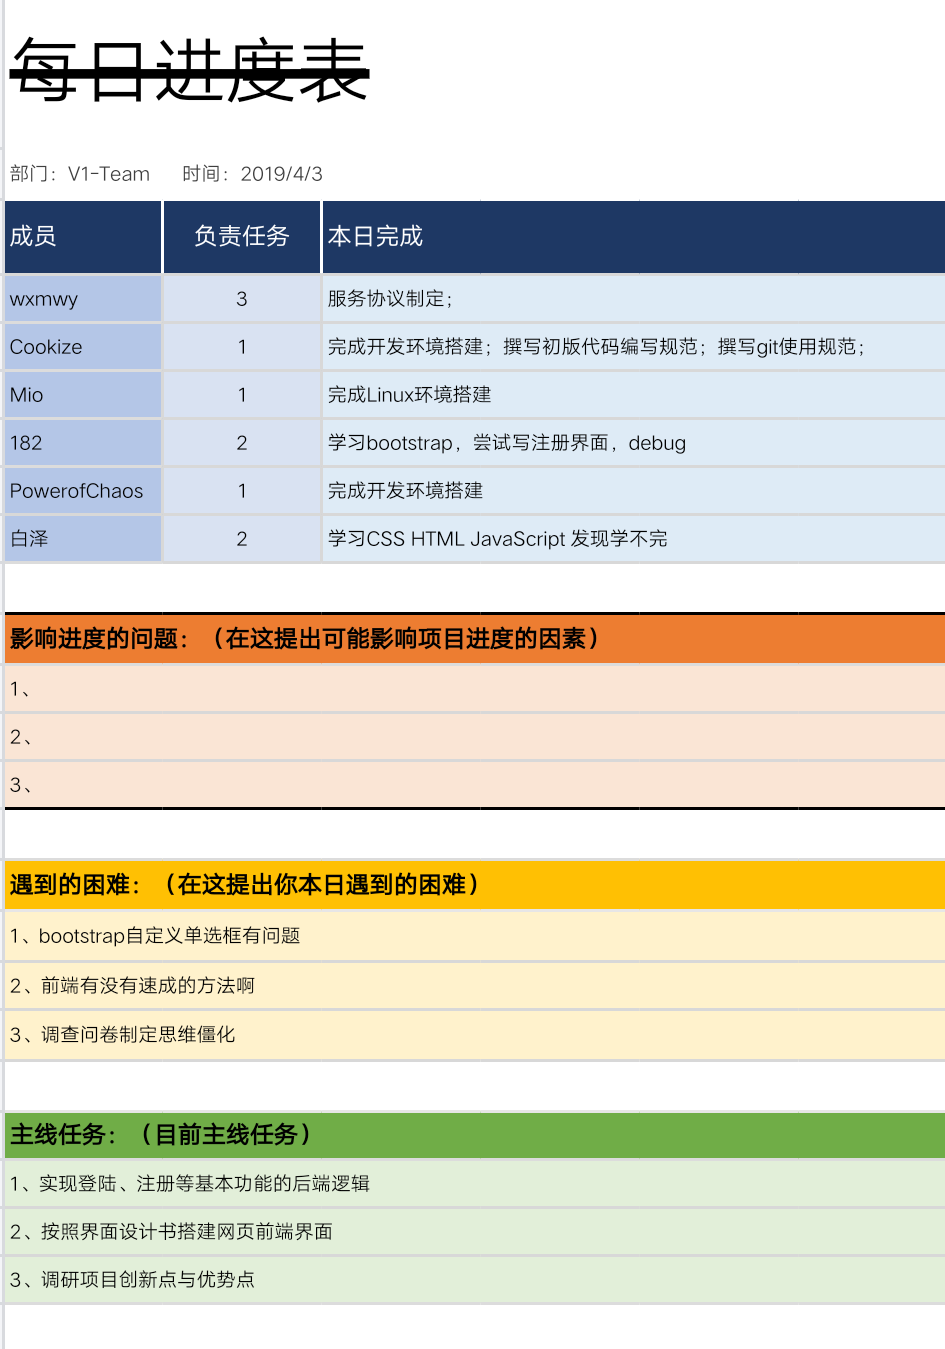 每日进度表
部门：V1-Team 时间：2019/4/3
成员 负责任务 本日完成
wxmwy 3 服务协议制定；
Cookize 1 完成开发环境搭建；撰写初版代码编写规范；撰写git使用规范；
Mio 1 完成Linux环境搭建
182 2 学习bootstrap，尝试写注册界面，debug
PowerofChaos 1 完成开发环境搭建
白泽 2 学习CSS HTML JavaScript 发现学不完
影响进度的问题：（在这提出可能影响项目进度的因素）
1、
2、
3、
遇到的困难：（在这提出你本日遇到的困难）
1、bootstrap自定义单选框有问题
2、前端有没有速成的方法啊
3、调查问卷制定思维僵化
主线任务：（目前主线任务）
1、实现登陆、注册等基本功能的后端逻辑
2、按照界面设计书搭建网页前端界面
3、调研项目创新点与优势点